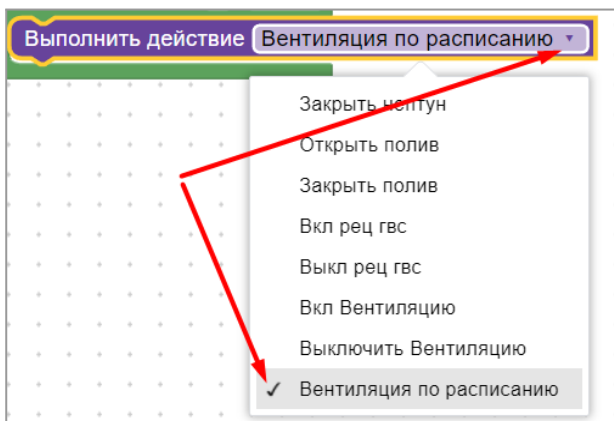 Выполнить действие Вентиляция по расписанию
Закрыть нептун
Открыть полив
Закрыть полив
Вкл рец гвс
Выкл рец гвс
Вкл Вентиляцию
Выключить Вентиляцию
Вентиляция по расписанию